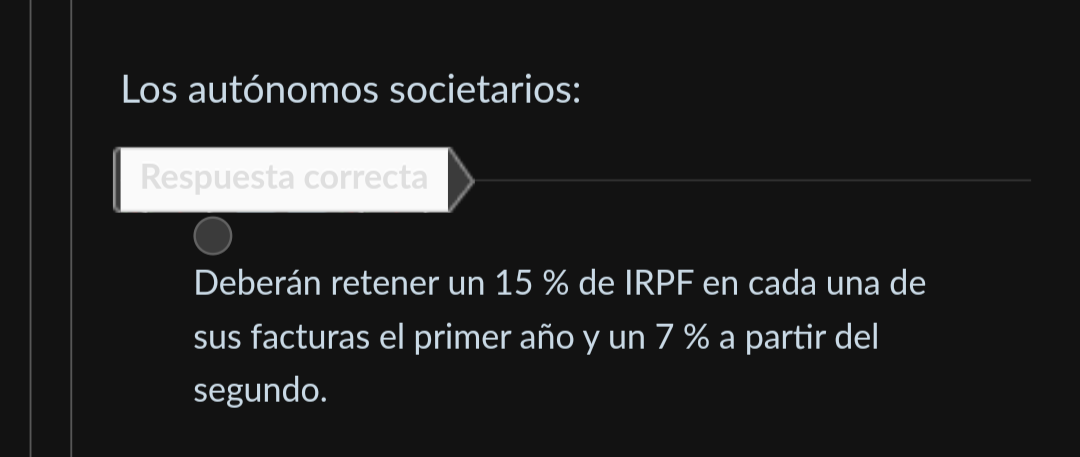 Los autónomos societarios:
Respuesta correcta
Deberán retener un 15 % de IRPF en cada una de
sus facturas el primer año y un 7 % a partir del
segundo.